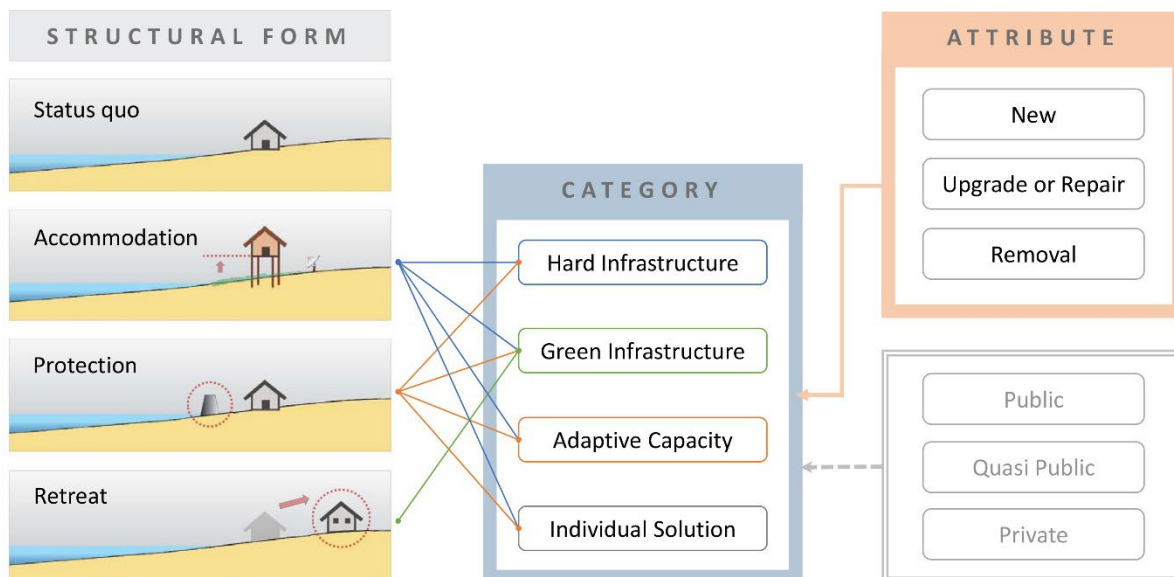 STRUCTURAL FORM
Status quo
Accommodation
Protection
Retreat
CATEGORY
Hard Infrastructure
Green Infrastructure
Adaptive Capacity
Individual Solution
ATTRIBUTE
New
Upgrade or Repair
Removal
Public
Quasi Public
Private